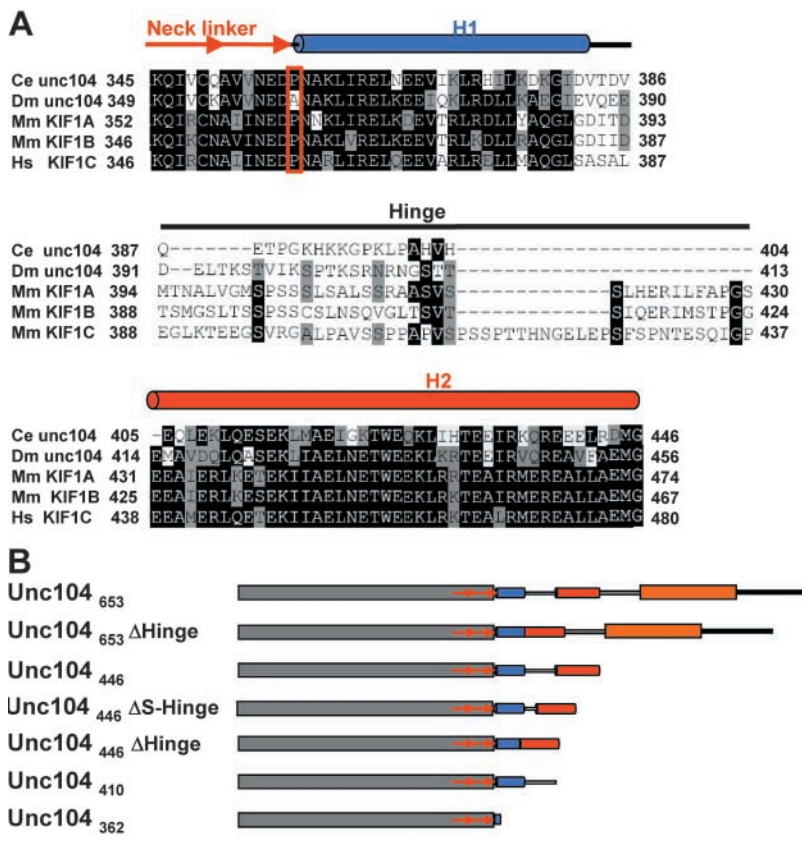 A
Neck linker H1
Ce unc104 345 KQIVCQAVVNEDPNAKLIRELNEEVIKLRHILKDKGIDVTDV 386
Dm unc104 349 KQIVCKAVVNEDANAKLIRELKEEIQKLRDLLKAEGIEVQEE 390
Mm KIF1A 352 KQIRCNAIINEDPNNKLIRELKDEVTRLRDLLYAQGLGDITD 393
Mm KIF1B 346 KQIRCNAVINEDPNAKLVRELKEEVTRLKDLLRAQGLGDITD 387
Hs KIF1C 346 KQIRCNAIINEDPNARLIRELQEEVARLRELLMAQGLSASAL 387
Hinge
Ce unc104 387 Q-------ETPGKHKKGPKLPAHVH------------------------- 404
Dm unc104 391 D--ELTKSTVIKSPTKSRNRNGSTT------------------------- 413
Mm KIF1A 394 MTNALVGMSPSSSLSALSSRAASVS-------------SLHERILFAPGS 430
Mm KIF1B 388 TSMGSLTSSPSSCSLNSQVGLTSVT-------------SIQERIMSTPGG 424
Mm KIF1C 388 EGLKTEEGSVRGALPAVSSPPAPVSPSSPTTHNGELEPSFSPNTESQIGP 437
H2
Ce unc104 405 -EQLEKLQESEKLMAEIGKTWEQKLIHTEEIRKQREEELRDMG 446
Dm unc104 414 EMAVDQLQASEKLIAELNETWEEKLKRTEEIRVQREAVFAEMG 456
Mm KIF1A 431 EEAIERLKETEKIIAELNETWEEKLRRTEAIRMEREALLAEMG 474
Mm KIF1B 425 EEAIERLKESEKIIAELNETWEEKLRKTEAIRMEREALLAEMG 467
Hs KIF1C 438 EEAMERLQETEKIIAELNETWEEKLRKTEALRMEREALLAEMG 480
B
Unc104 653
Unc104 653 ΔHinge
Unc104 446
Unc104 446 ΔS-Hinge
Unc104 446 ΔHinge
Unc104 410
Unc104 362